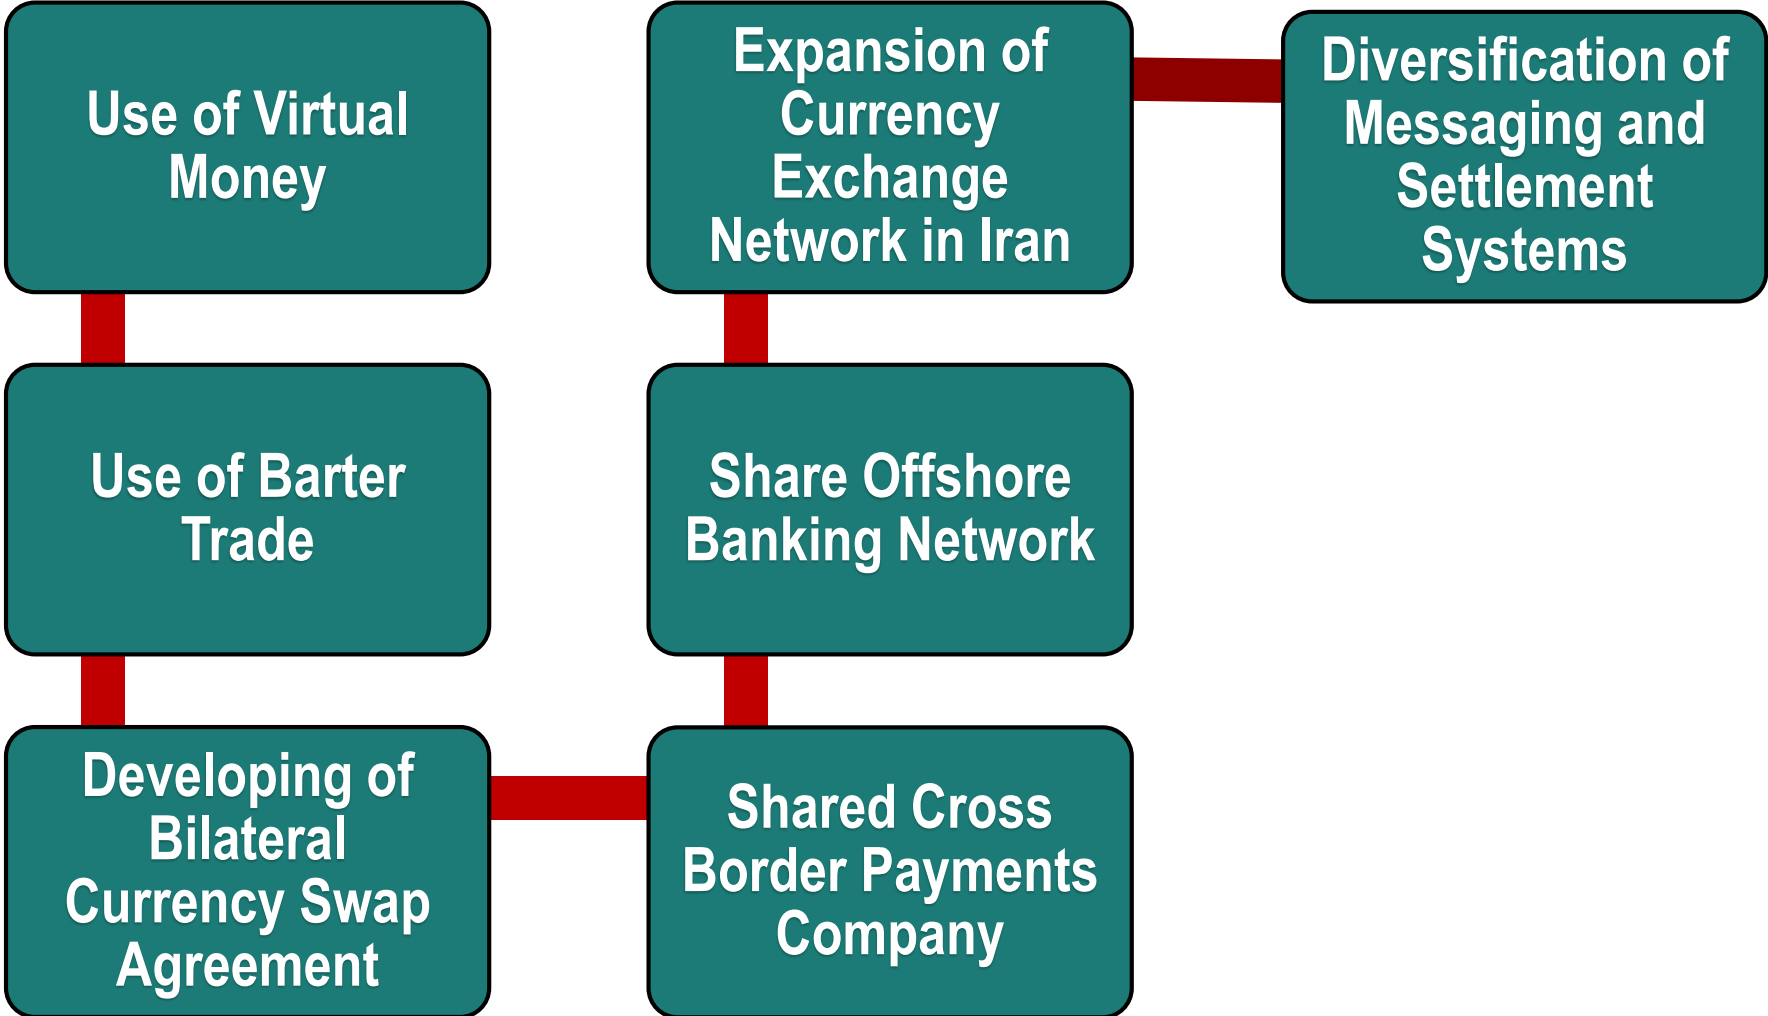 Use of Virtual
Money
Use of Barter
Trade
Developing of
Bilateral
Currency Swap
Agreement
Shared Cross
Border Payments
Company
Share Offshore
Banking Network
Expansion of
Currency
Exchange
Network in Iran
Diversification of
Messaging and
Settlement
Systems